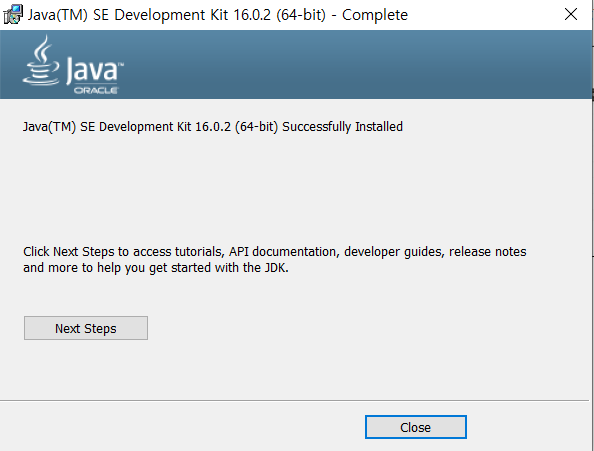 Java(TM) SE Development Kit 16.0.2 (64-bit) - Complete
Java™
ORACLE
Java(TM) SE Development Kit 16.0.2 (64-bit) Successfully Installed
Click Next Steps to access tutorials, API documentation, developer guides, release notes
and more to help you get started with the JDK.
Next Steps
Close